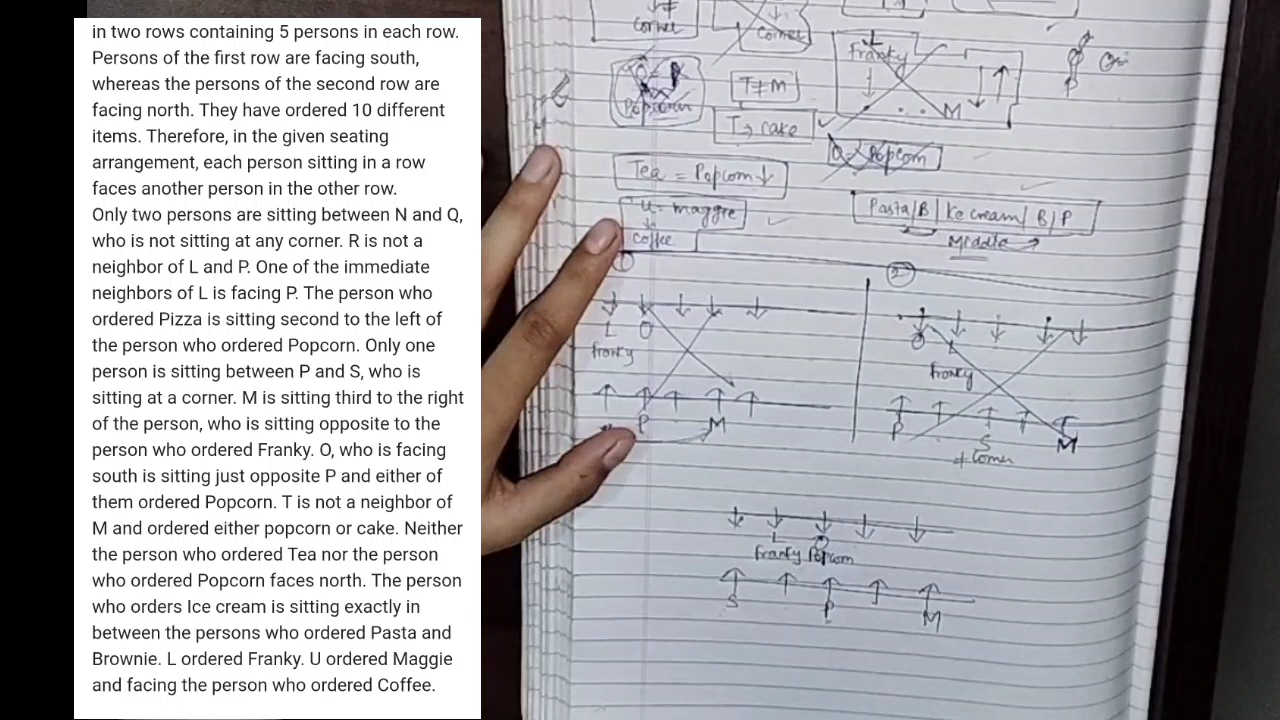 in two rows containing 5 persons in each row.
Persons of the first row are facing south,
whereas the persons of the second row are
facing north. They have ordered 10 different
items. Therefore, in the given seating
arrangement, each person sitting in a row
faces another person in the other row.
Only two persons are sitting between N and Q,
who is not sitting at any corner. R is not a
neighbor of L and P. One of the immediate
neighbors of L is facing P. The person who
ordered Pizza is sitting second to the left of
the person who ordered Popcorn. Only one
person is sitting between P and S, who is
sitting at a corner. M is sitting third to the right
of the person, who is sitting opposite to the
person who ordered Franky. O, who is facing
south is sitting just opposite P and either of
them ordered Popcorn. T is not a neighbor of
M and ordered either popcorn or cake. Neither
the person who ordered Tea nor the person
who ordered Popcorn faces north. The person
who orders Ice cream is sitting exactly in
between the persons who ordered Pasta and
Brownie. L ordered Franky. U ordered Maggie
and facing the person who ordered Coffee.
corner
Corner
Franky
T ≠ M
M
T → cake
O → Popcorn
Tea = Popcorn ↓
U = maggie
coffee
Pasta/B | Ice cream | B/P
Middle →
①
②
L O
franky
P M
O L
franky
P S M
≠ Corner
L O
franky Popcorn
S P M